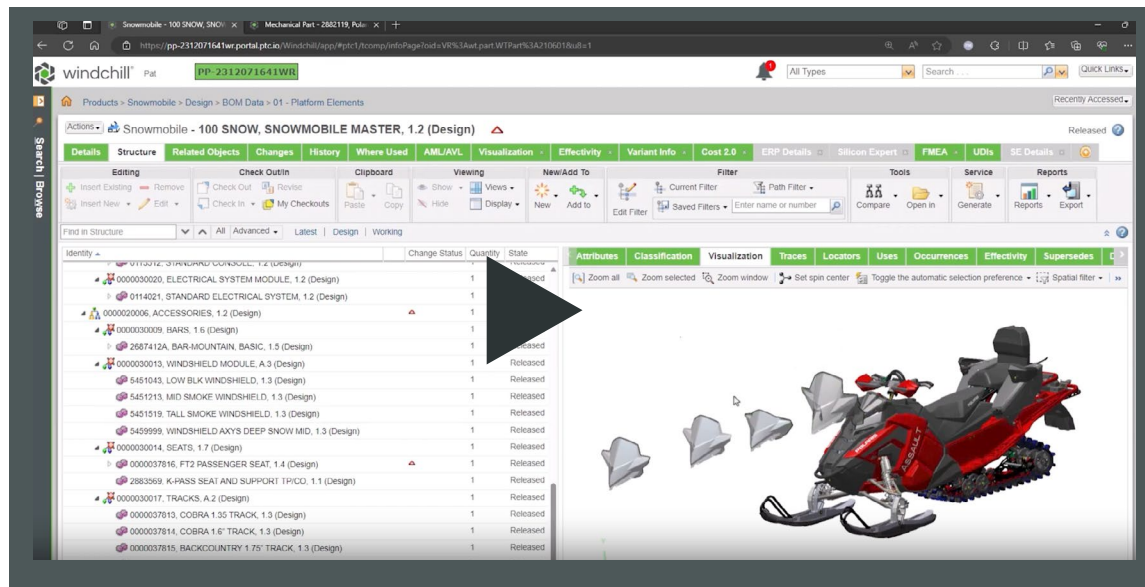 Snowmobile - 100 SNOW, SNOW
Mechanical Part - 2882119, Polar
https://pp-2312071641wr.portal.ptc.io/Windchill/app/#ptc1/tcomp/infoPage?oid=VR%3Awt.part.WTPart%3A210601&u8=1
windchill Pat PP-2312071641WR All Types Search . . . Quick Links
Products > Snowmobile > Design > BOM Data > 01 - Platform Elements Recently Accessed
Search | Browse
Actions Snowmobile - 100 SNOW, SNOWMOBILE MASTER, 1.2 (Design) Released
Details Structure Related Objects Changes History Where Used AML/AVL Visualization Effectivity Variant Info Cost 2.0 ERP Details Silicon Expert FMEA UDIs SE Details
Editing Check Out/In Clipboard Viewing New/Add To Filter Tools Service Reports
Insert Existing Remove Check Out Revise Show Views Current Filter Path Filter
Insert New Edit Check In My Checkouts Paste Copy Hide Display New Add to Edit Filter Saved Filters Enter name or number Compare Open in Generate Reports Export
Find in Structure All Advanced Latest | Design | Working
Identity Change Status Quantity State
0113512, STANDARD CONSOLE, 1.2 (Design) Released
0000030020, ELECTRICAL SYSTEM MODULE, 1.2 (Design) 1
0114021, STANDARD ELECTRICAL SYSTEM, 1.2 (Design) 1
0000020006, ACCESSORIES, 1.2 (Design) 1
0000030009, BARS, 1.6 (Design) 1
2687412A, BAR-MOUNTAIN, BASIC, 1.5 (Design) 1 Released
0000030013, WINDSHIELD MODULE, A.3 (Design) 1 Released
5451043, LOW BLK WINDSHIELD, 1.3 (Design) 1 Released
5451213, MID SMOKE WINDSHIELD, 1.3 (Design) 1 Released
5451519, TALL SMOKE WINDSHIELD, 1.3 (Design) 1 Released
5459999, WINDSHIELD AXYS DEEP SNOW MID, 1.3 (Design) 1 Released
0000030014, SEATS, 1.7 (Design) 1 Released
0000037816, FT2 PASSENGER SEAT, 1.4 (Design) 1 Released
2883569, K-PASS SEAT AND SUPPORT TP/CO, 1.1 (Design) 1 Released
0000030017, TRACKS, A.2 (Design) 1 Released
0000037813, COBRA 1.35 TRACK, 1.3 (Design) 1 Released
0000037814, COBRA 1.6" TRACK, 1.3 (Design) 1 Released
0000037815, BACKCOUNTRY 1.75" TRACK, 1.3 (Design) 1 Released
Attributes Classification Visualization Traces Locators Uses Occurrences Effectivity Supersedes
Zoom all Zoom selected Zoom window Set spin center Toggle the automatic selection preference Spatial filter
ASSAULT